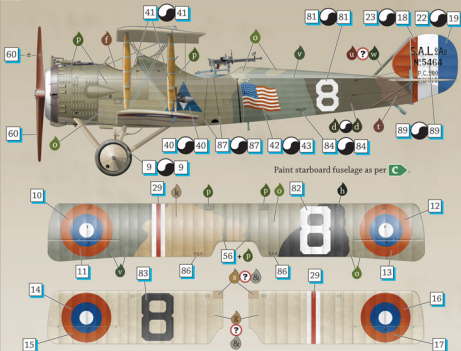 41 41
81 81
23 18
22 19
60
e
p
f
p
o
v
u ? w
S.A.L. 9As
Nº5464
P.C.980
8
60
o
40 40
87 87
42 43
d d
84 84
t
89 89
9 9
Paint starboard fuselage as per C .
10
29
g
p
p
o
82
h
12
8
11
v
86
56 + p
86
o
13
14
83
s ? &
29
16
8
15
g
?
&
17